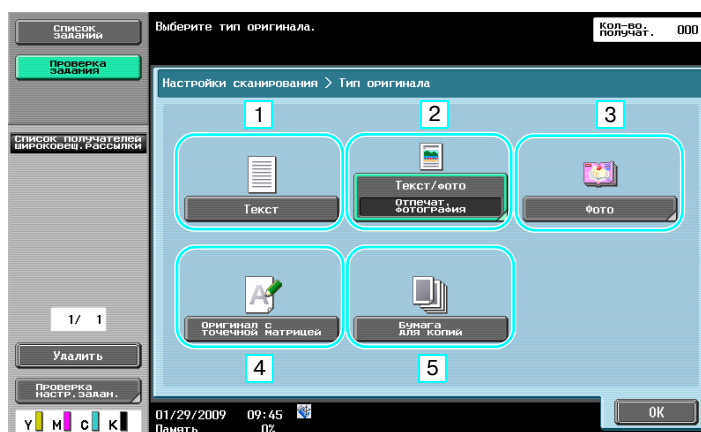 Список
заданий
Проверка
задания
Список получателей
широковещ.рассылки
1/ 1
Удалить
Проверка
настр.задан.
Y M C K
Выберите тип оригинала.
Кол-во.
получат. 000
Настройки сканирования > Тип оригинала
1 2 3
Текст
Текст/фото
Отпечат.
фотография
Фото
Оригинал с
точечной матрицей
Бумага
для копий
4 5
01/29/2009 09:45
Память 0%
OK